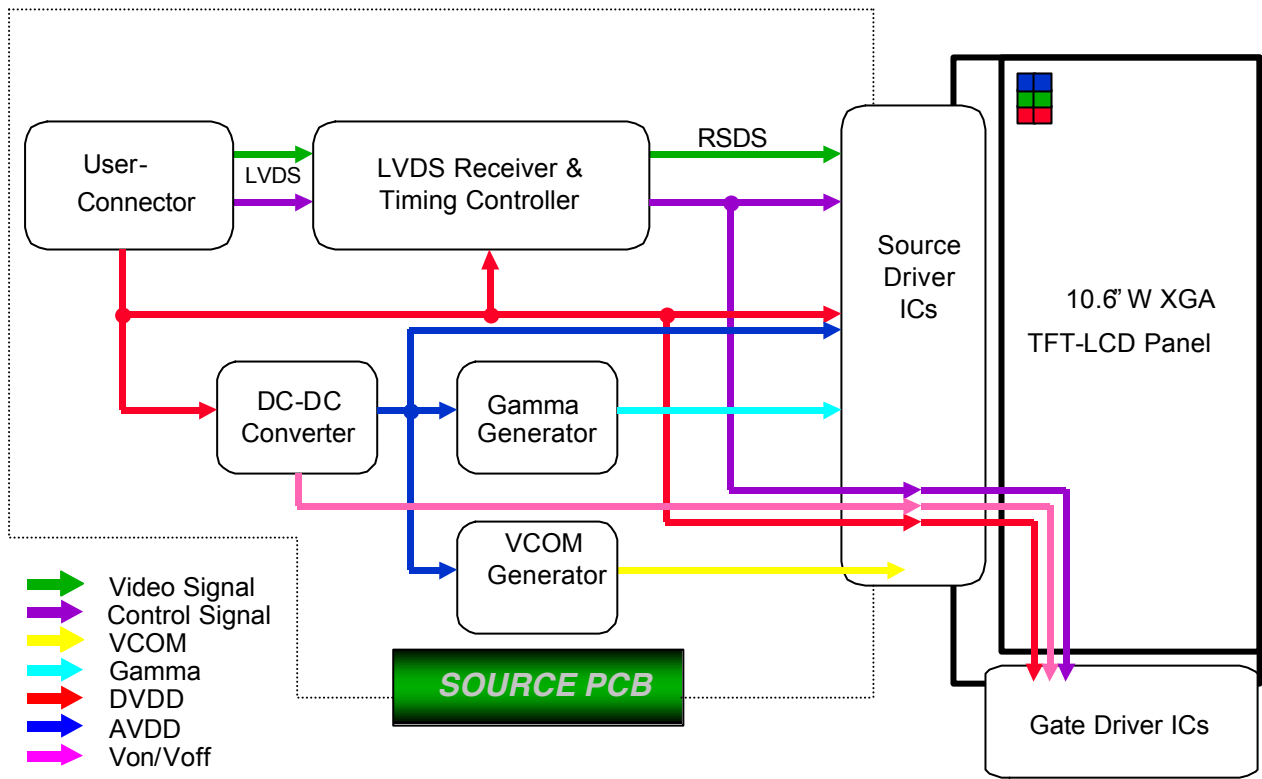 User-
Connector
LVDS
LVDS Receiver &
Timing Controller
RSDS
Source
Driver
ICs
10.6” W XGA
TFT-LCD Panel
DC-DC
Converter
Gamma
Generator
VCOM
Generator
Video Signal
Control Signal
VCOM
Gamma
DVDD
AVDD
Von/Voff
SOURCE PCB
Gate Driver ICs